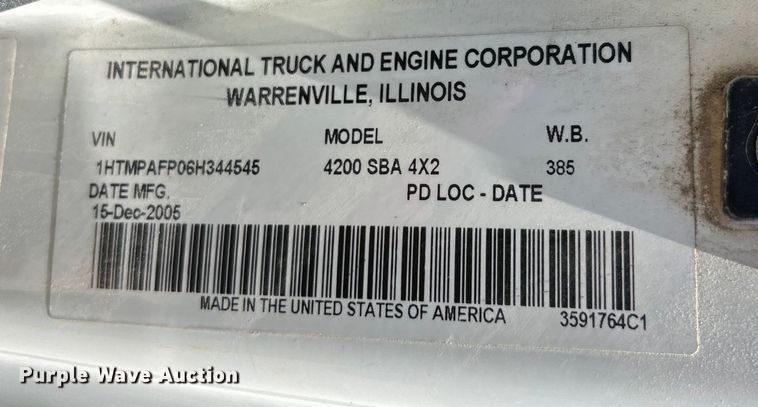 INTERNATIONAL TRUCK AND ENGINE CORPORATION
WARRENVILLE, ILLINOIS
VIN MODEL W.B.
1HTMPAFP06H344545 4200 SBA 4X2 385
DATE MFG. PD LOC - DATE
15-Dec-2005
MADE IN THE UNITED STATES OF AMERICA 3591764C1
Purple Wave Auction